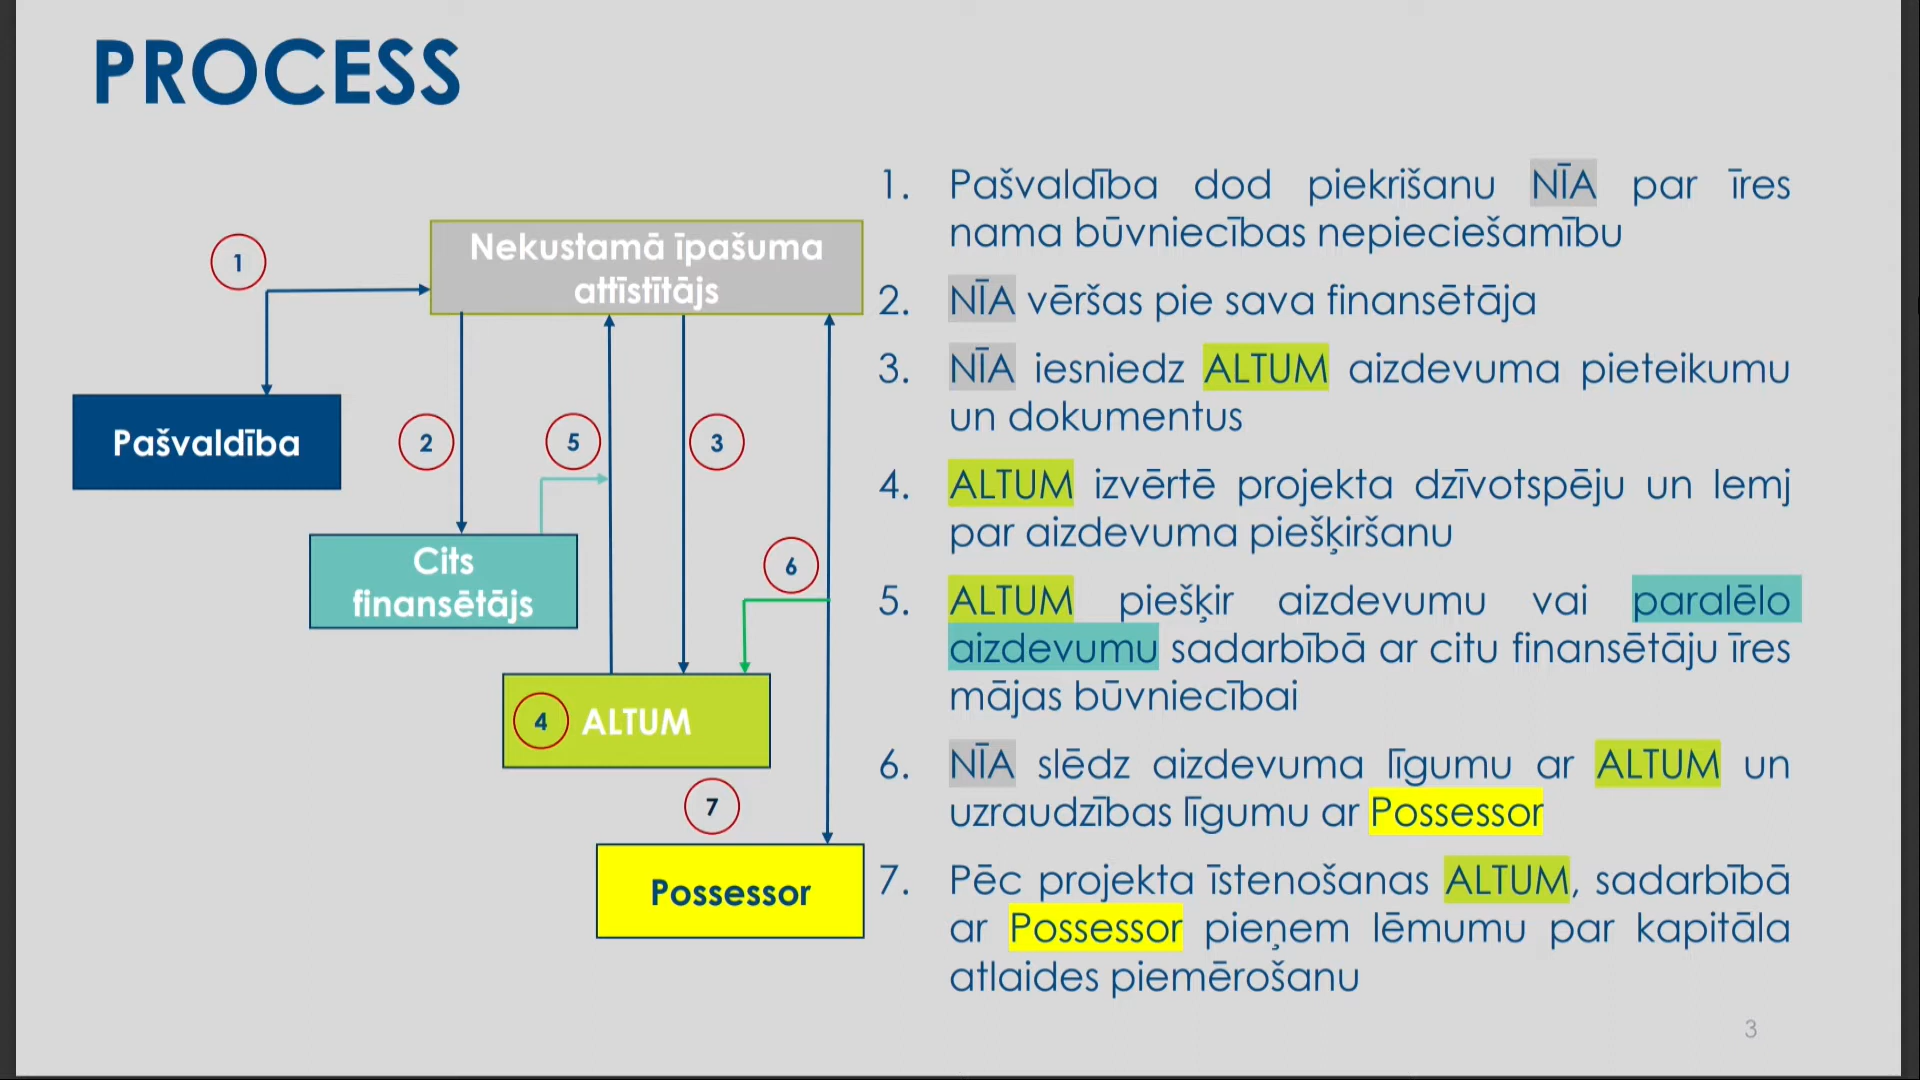 PROCESS
1
Nekustamā īpašuma
attīstītājs
Pašvaldība
2
5
3
Cits
finansētājs
6
4
ALTUM
7
Possessor
1. Pašvaldība dod piekrišanu NĪA par īres
nama būvniecības nepieciešamību
2. NĪA vēršas pie sava finansētāja
3. NĪA iesniedz ALTUM aizdevuma pieteikumu
un dokumentus
4. ALTUM izvērtē projekta dzīvotspēju un lemj
par aizdevuma piešķiršanu
5. ALTUM piešķir aizdevumu vai paralēlo
aizdevumu sadarbībā ar citu finansētāju īres
mājas būvniecībai
6. NĪA slēdz aizdevuma līgumu ar ALTUM un
uzraudzības līgumu ar Possessor
7. Pēc projekta īstenošanas ALTUM, sadarbībā
ar Possessor pieņem lēmumu par kapitāla
atlaides piemērošanu
3